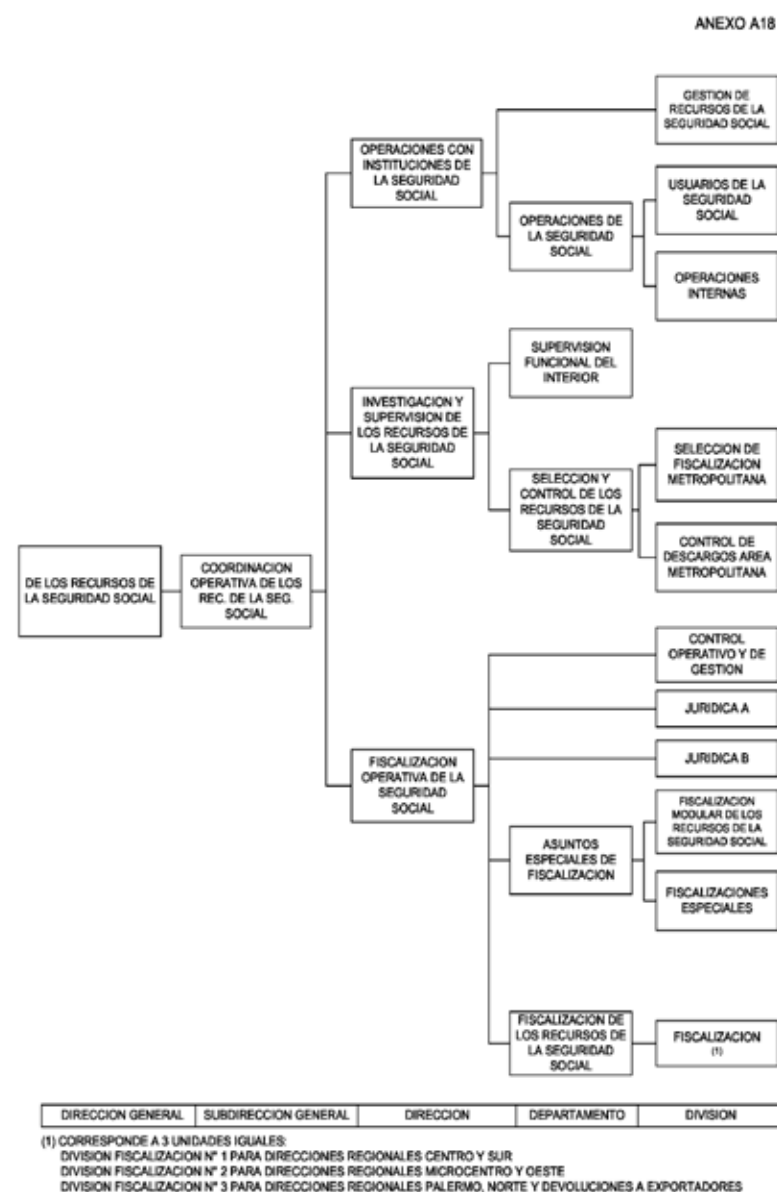 ANEXO A18
GESTION DE
RECURSOS DE LA
SEGURIDAD SOCIAL
OPERACIONES CON
INSTITUCIONES DE
LA SEGURIDAD
SOCIAL
USUARIOS DE LA
SEGURIDAD
SOCIAL
OPERACIONES DE
LA SEGURIDAD
SOCIAL
OPERACIONES
INTERNAS
SUPERVISION
FUNCIONAL DEL
INTERIOR
INVESTIGACION Y
SUPERVISION DE
LOS RECURSOS DE
LA SEGURIDAD
SOCIAL
SELECCION DE
FISCALIZACION
METROPOLITANA
SELECCION Y
CONTROL DE LOS
RECURSOS DE LA
SEGURIDAD
SOCIAL
CONTROL DE
DESCARGOS AREA
METROPOLITANA
DE LOS RECURSOS DE
LA SEGURIDAD SOCIAL
COORDINACION
OPERATIVA DE LOS
REC. DE LA SEG.
SOCIAL
CONTROL
OPERATIVO Y DE
GESTION
JURIDICA A
JURIDICA B
FISCALIZACION
OPERATIVA DE LA
SEGURIDAD
SOCIAL
FISCALIZACION
MODULAR DE LOS
RECURSOS DE LA
SEGURIDAD SOCIAL
ASUNTOS
ESPECIALES DE
FISCALIZACION
FISCALIZACIONES
ESPECIALES
FISCALIZACION DE
LOS RECURSOS DE
LA SEGURIDAD
SOCIAL
FISCALIZACION
(1)
DIRECCION GENERAL SUBDIRECCION GENERAL DIRECCION DEPARTAMENTO DIVISION
(1) CORRESPONDE A 3 UNIDADES IGUALES:
DIVISION FISCALIZACION N° 1 PARA DIRECCIONES REGIONALES CENTRO Y SUR
DIVISION FISCALIZACION N° 2 PARA DIRECCIONES REGIONALES MICROCENTRO Y OESTE
DIVISION FISCALIZACION N° 3 PARA DIRECCIONES REGIONALES PALERMO, NORTE Y DEVOLUCIONES A EXPORTADORES